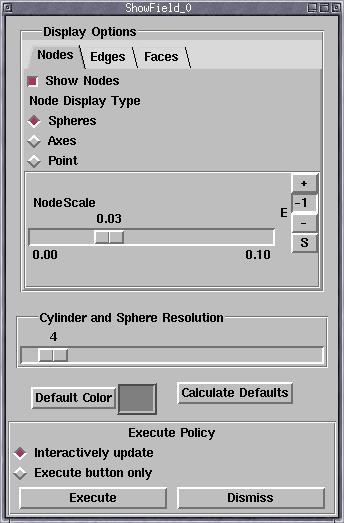 ShowField_0
Display Options
Nodes Edges Faces
Show Nodes
Node Display Type
Spheres
Axes
Point
+
NodeScale
E -1
0.03
-
S
0.00 0.10
Cylinder and Sphere Resolution
4
Default Color Calculate Defaults
Execute Policy
Interactively update
Execute button only
Execute Dismiss